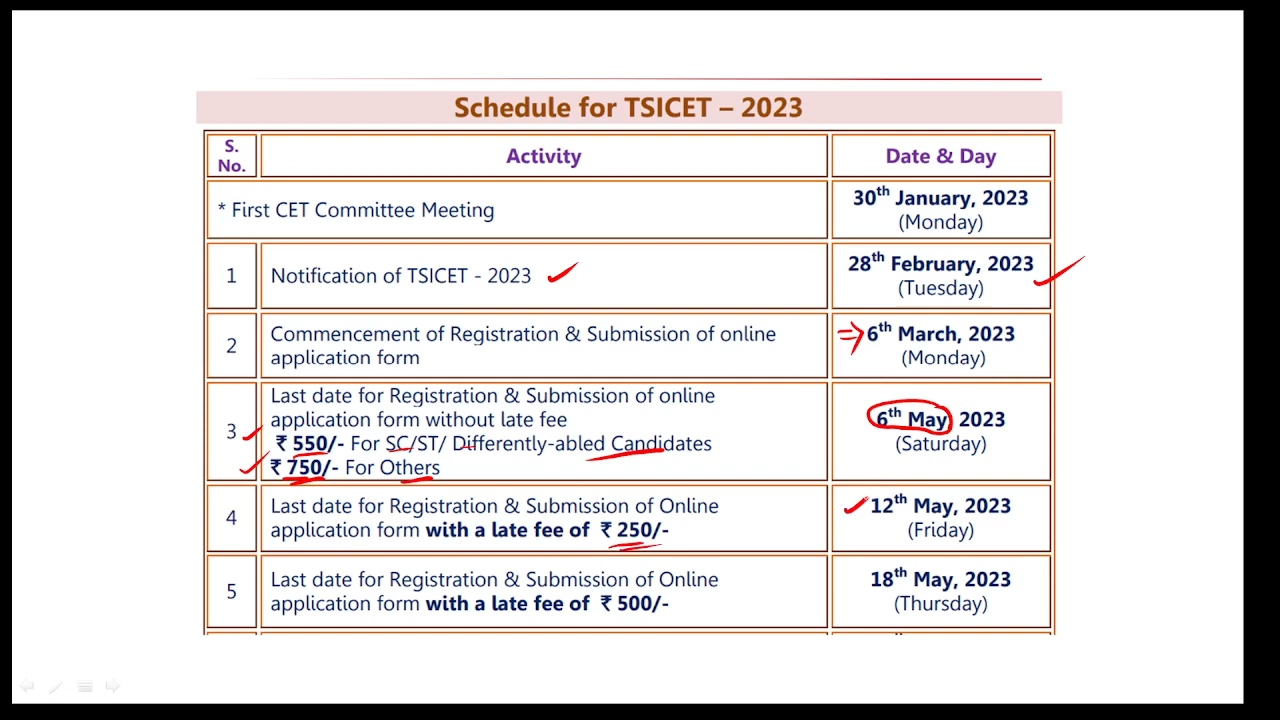 Schedule for TSICET – 2023
S. No.
Activity
Date & Day
* First CET Committee Meeting
30th January, 2023
(Monday)
1
Notification of TSICET - 2023
28th February, 2023
(Tuesday)
2
Commencement of Registration & Submission of online
application form
6th March, 2023
(Monday)
3
Last date for Registration & Submission of online
application form without late fee
₹ 550/- For SC/ST/ Differently-abled Candidates
₹ 750/- For Others
6th May, 2023
(Saturday)
4
Last date for Registration & Submission of Online
application form with a late fee of ₹ 250/-
12th May, 2023
(Friday)
5
Last date for Registration & Submission of Online
application form with a late fee of ₹ 500/-
18th May, 2023
(Thursday)